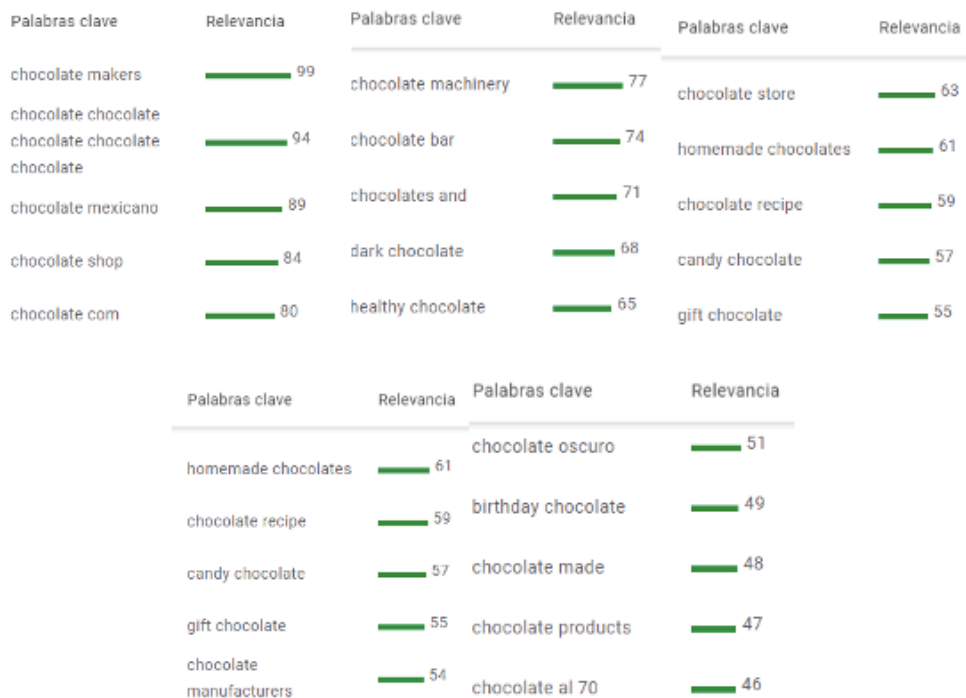 Palabras clave Relevancia
chocolate makers 99
chocolate chocolate
chocolate chocolate 94
chocolate
chocolate mexicano 89
chocolate shop 84
chocolate com 80
Palabras clave Relevancia
chocolate machinery 77
chocolate bar 74
chocolates and 71
dark chocolate 68
healthy chocolate 65
Palabras clave Relevancia
chocolate store 63
homemade chocolates 61
chocolate recipe 59
candy chocolate 57
gift chocolate 55
Palabras clave Relevancia
homemade chocolates 61
chocolate recipe 59
candy chocolate 57
gift chocolate 55
chocolate
manufacturers 54
Palabras clave Relevancia
chocolate oscuro 51
birthday chocolate 49
chocolate made 48
chocolate products 47
chocolate al 70 46